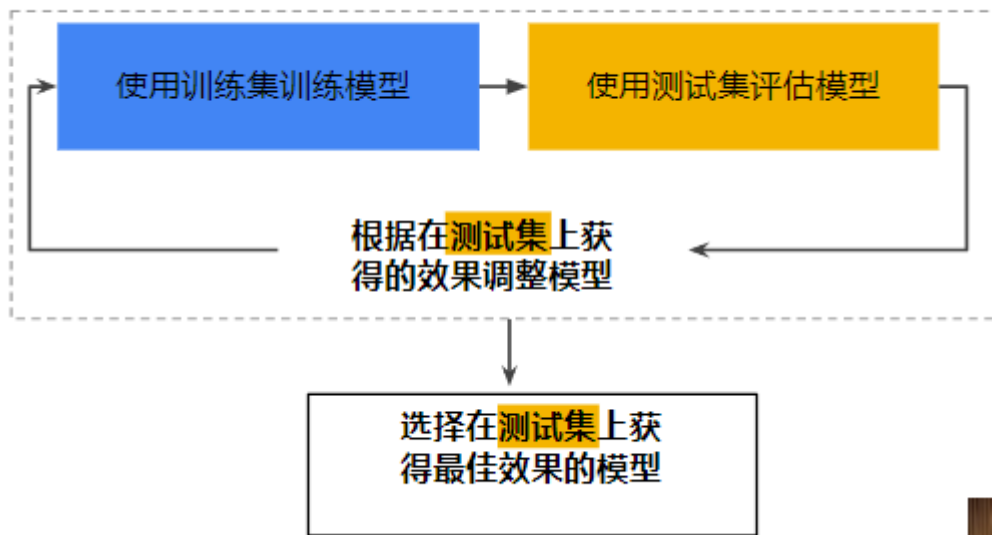 使用训练集训练模型
使用测试集评估模型
根据在测试集上获
得的效果调整模型
选择在测试集上获
得最佳效果的模型